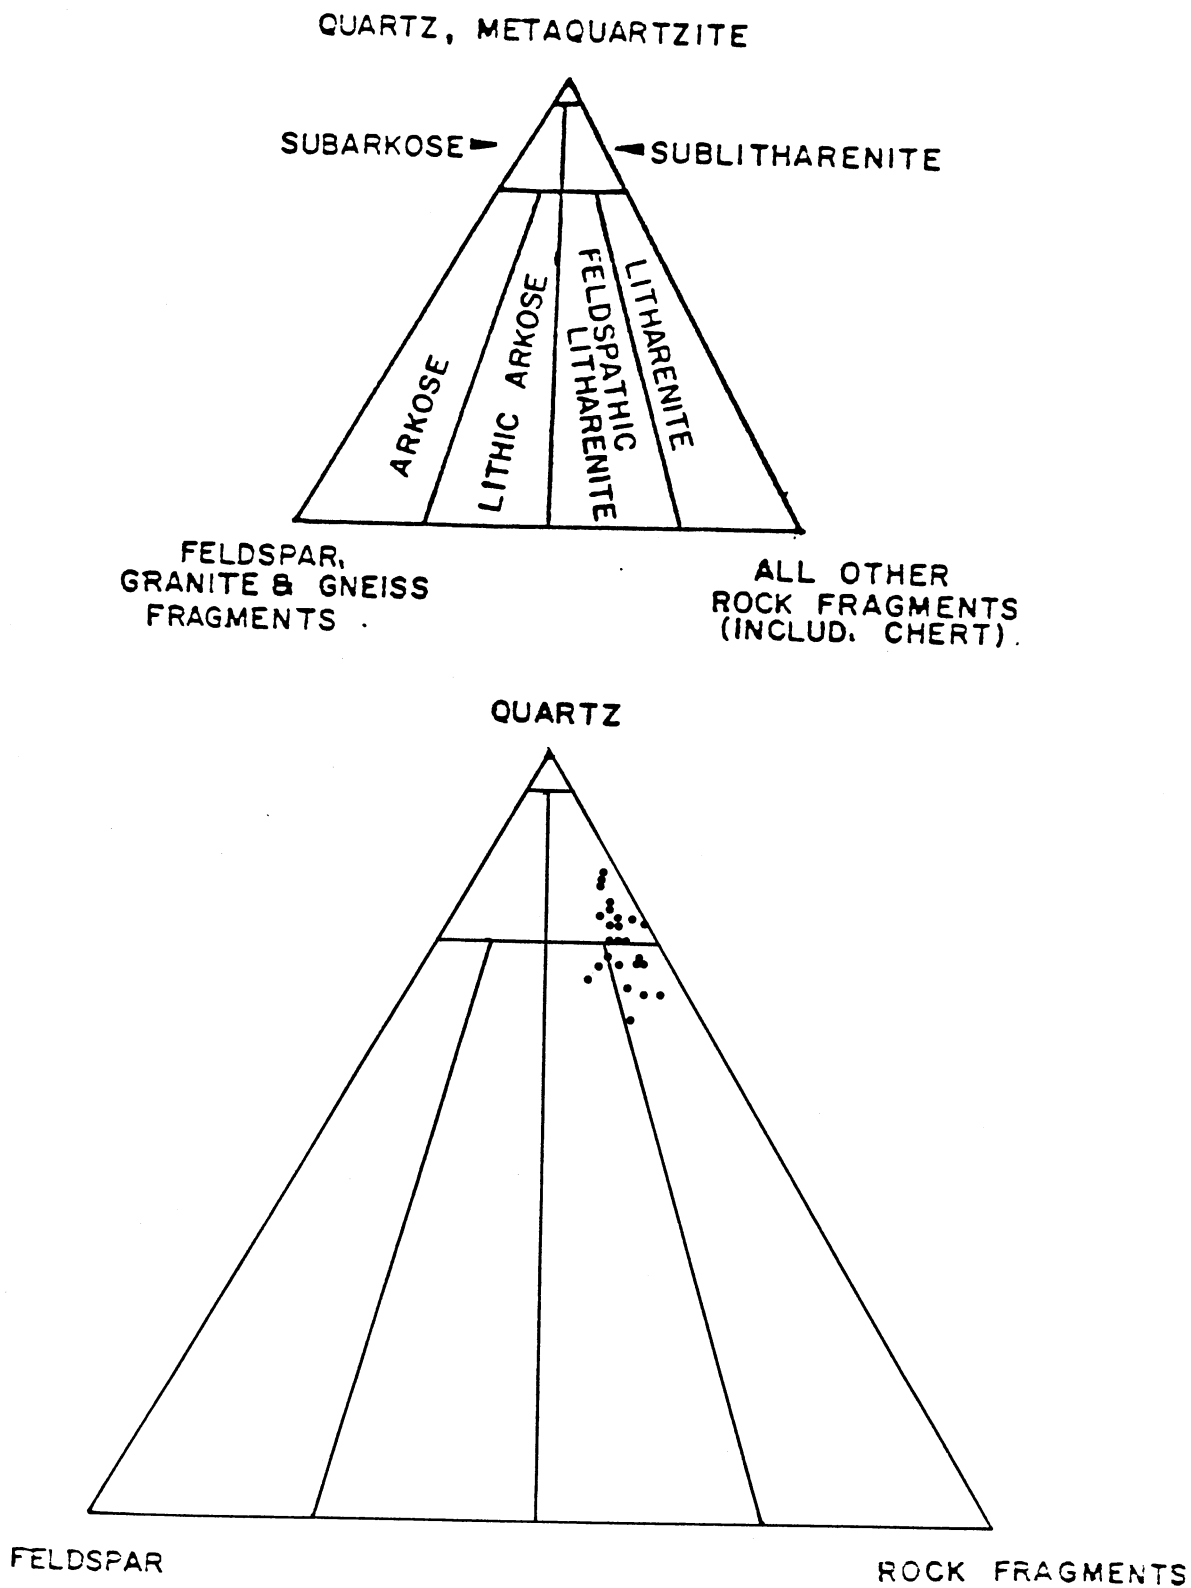 QUARTZ, METAQUARTZITE
SUBARKOSE
SUBLITHARENITE
ARKOSE
LITHIC ARKOSE
FELDSPATHIC
LITHARENITE
LITHARENITE
FELDSPAR,
GRANITE & GNEISS
FRAGMENTS
ALL OTHER
ROCK FRAGMENTS
(INCLUD. CHERT).
QUARTZ
FELDSPAR
ROCK FRAGMENTS